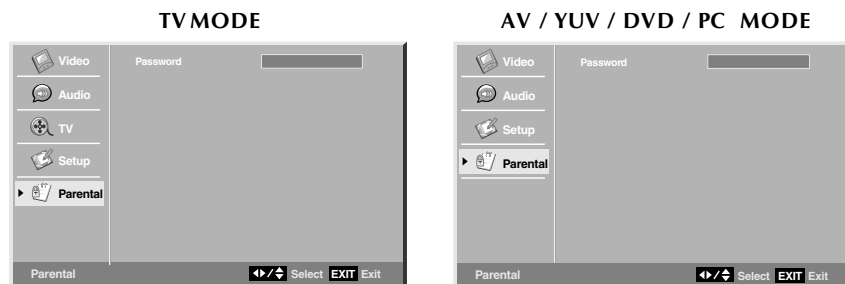 TV MODE
Video
Password
Audio
TV
Setup
Parental
Parental
Select EXIT Exit
AV / YUV / DVD / PC MODE
Video
Password
Audio
Setup
Parental
Parental
Select EXIT Exit